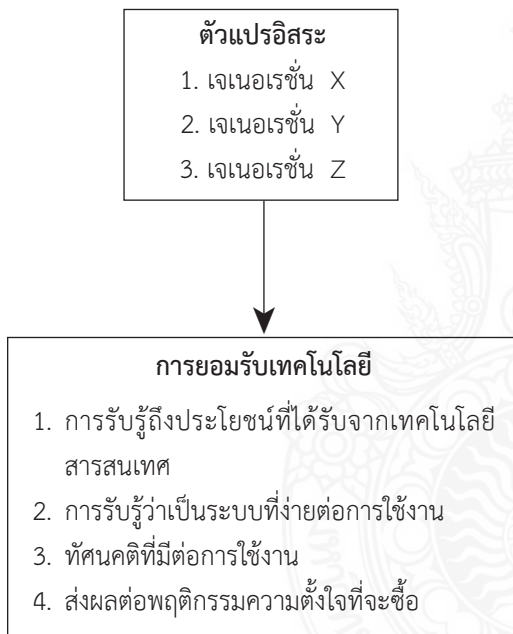 ตัวแปรอิสระ
1. เจเนอเรชั่น X
2. เจเนอเรชั่น Y
3. เจเนอเรชั่น Z
การยอมรับเทคโนโลยี
1. การรับรู้ถึงประโยชน์ที่ได้รับจากเทคโนโลยี
สารสนเทศ
2. การรับรู้ว่าเป็นระบบที่ง่ายต่อการใช้งาน
3. ทัศนคติที่มีต่อการใช้งาน
4. ส่งผลต่อพฤติกรรมความตั้งใจที่จะซื้อ